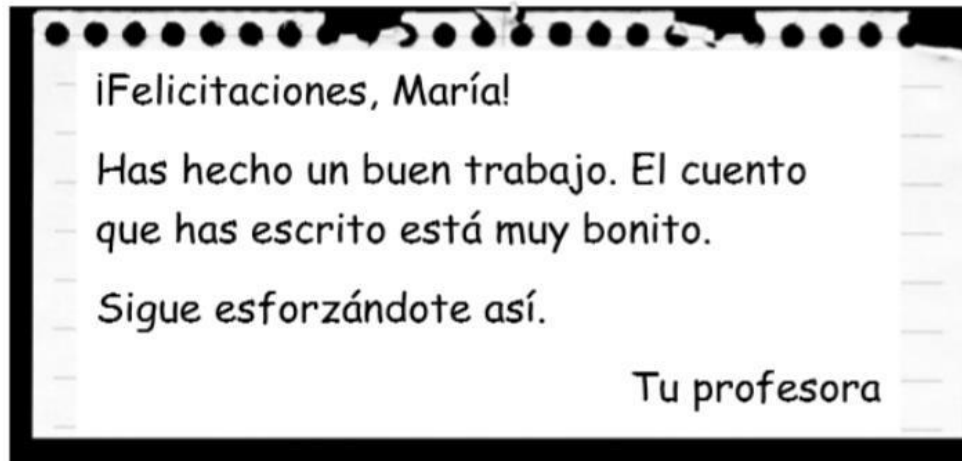 ¡Felicitaciones, María!
Has hecho un buen trabajo. El cuento
que has escrito está muy bonito.
Sigue esforzándote así.
Tu profesora